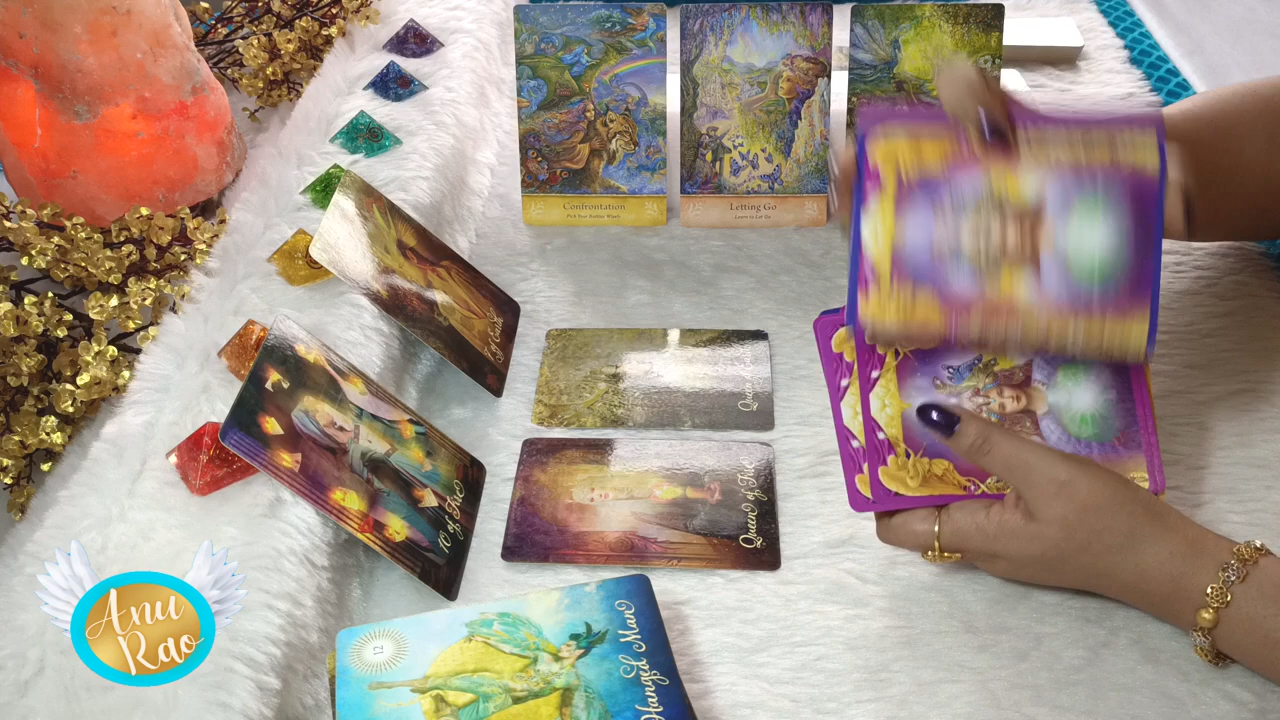 Confrontation
Pick Your Battles Wisely
Letting Go
Learn to Let Go
7 of Earth
10 of Fire
Queen of Fire
12
Hanged Man
Anu
Rao